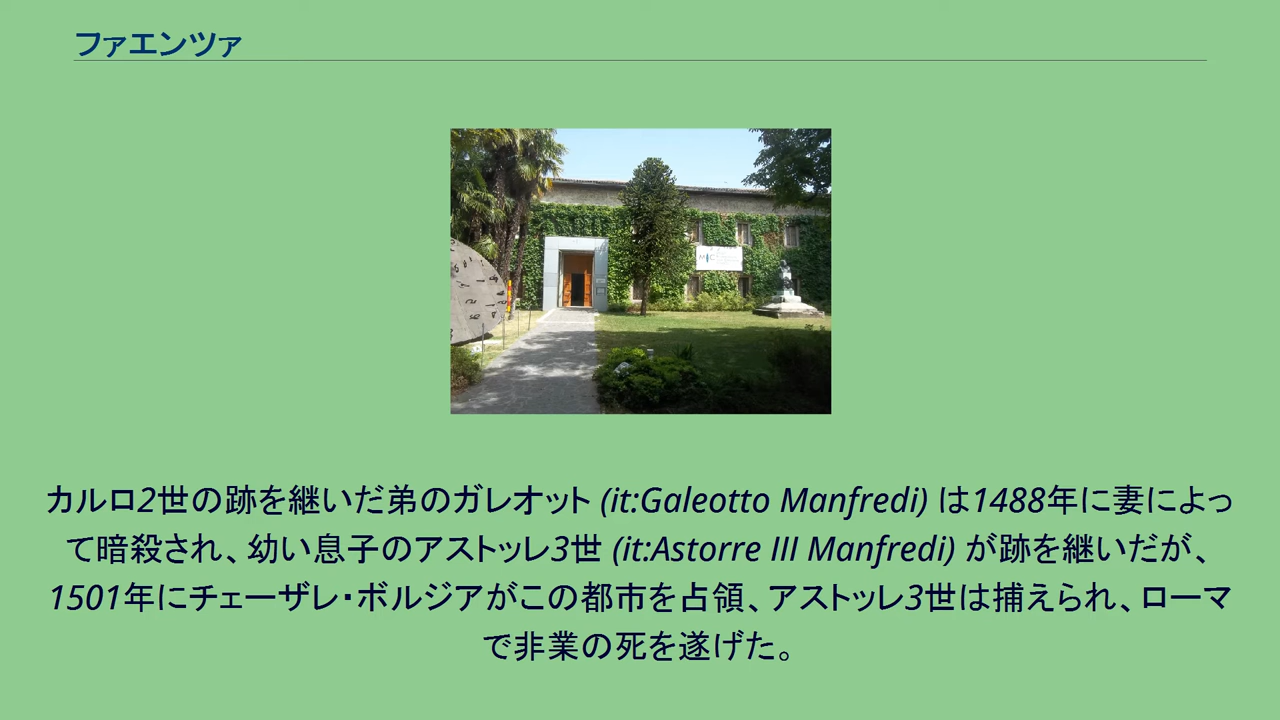 ファエンツァ
MIC
カルロ2世の跡を継いだ弟のガレオット (it:Galeotto Manfredi) は1488年に妻によっ
て暗殺され、幼い息子のアストッレ3世 (it:Astorre III Manfredi) が跡を継いだが、
1501年にチェーザレ・ボルジアがこの都市を占領、アストッレ3世は捕えられ、ローマ
で非業の死を遂げた。